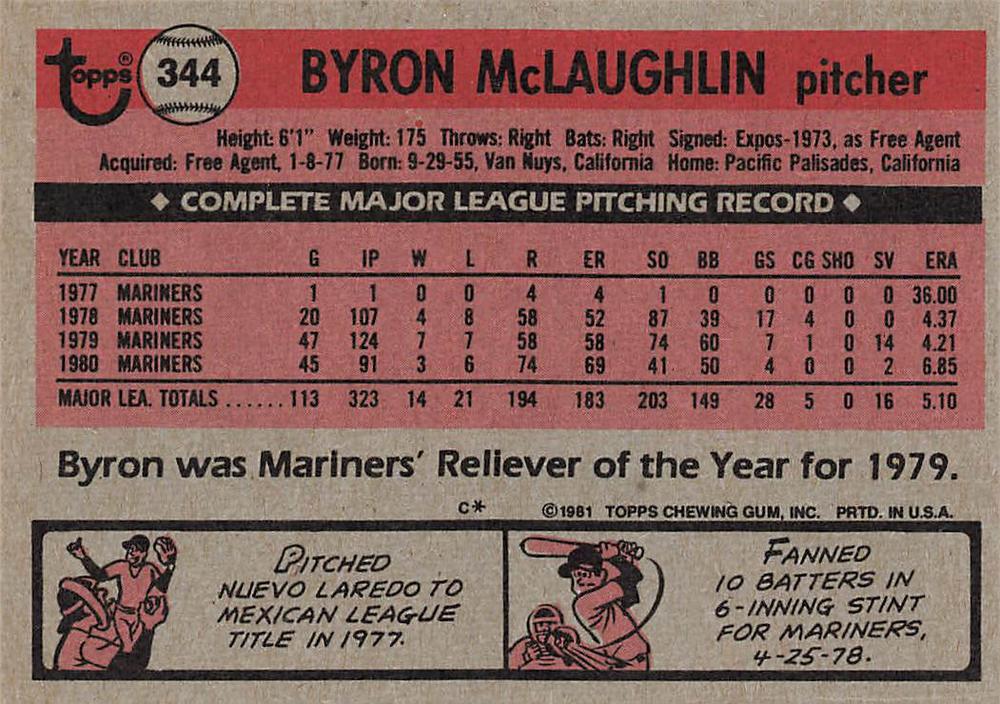 Topps® 344 BYRON McLAUGHLIN pitcher
Height: 6'1" Weight: 175 Throws: Right Bats: Right Signed: Expos-1973, as Free Agent
Acquired: Free Agent, 1-8-77 Born: 9-29-55, Van Nuys, California Home: Pacific Palisades, California
◆ COMPLETE MAJOR LEAGUE PITCHING RECORD ◆
YEAR CLUB G IP W L R ER SO BB GS CG SHO SV ERA
1977 MARINERS 1 1 0 0 4 4 1 0 0 0 0 0 36.00
1978 MARINERS 20 107 4 8 58 52 87 39 17 4 0 0 4.37
1979 MARINERS 47 124 7 7 58 58 74 60 7 1 0 14 4.21
1980 MARINERS 45 91 3 6 74 69 41 50 4 0 0 2 6.85
MAJOR LEA. TOTALS ...... 113 323 14 21 194 183 203 149 28 5 0 16 5.10
Byron was Mariners' Reliever of the Year for 1979.
C* ©1981 TOPPS CHEWING GUM, INC. PRTD. IN U.S.A.
PITCHED
NUEVO LAREDO TO
MEXICAN LEAGUE
TITLE IN 1977.
FANNED
10 BATTERS IN
6-INNING STINT
FOR MARINERS,
4-25-78.